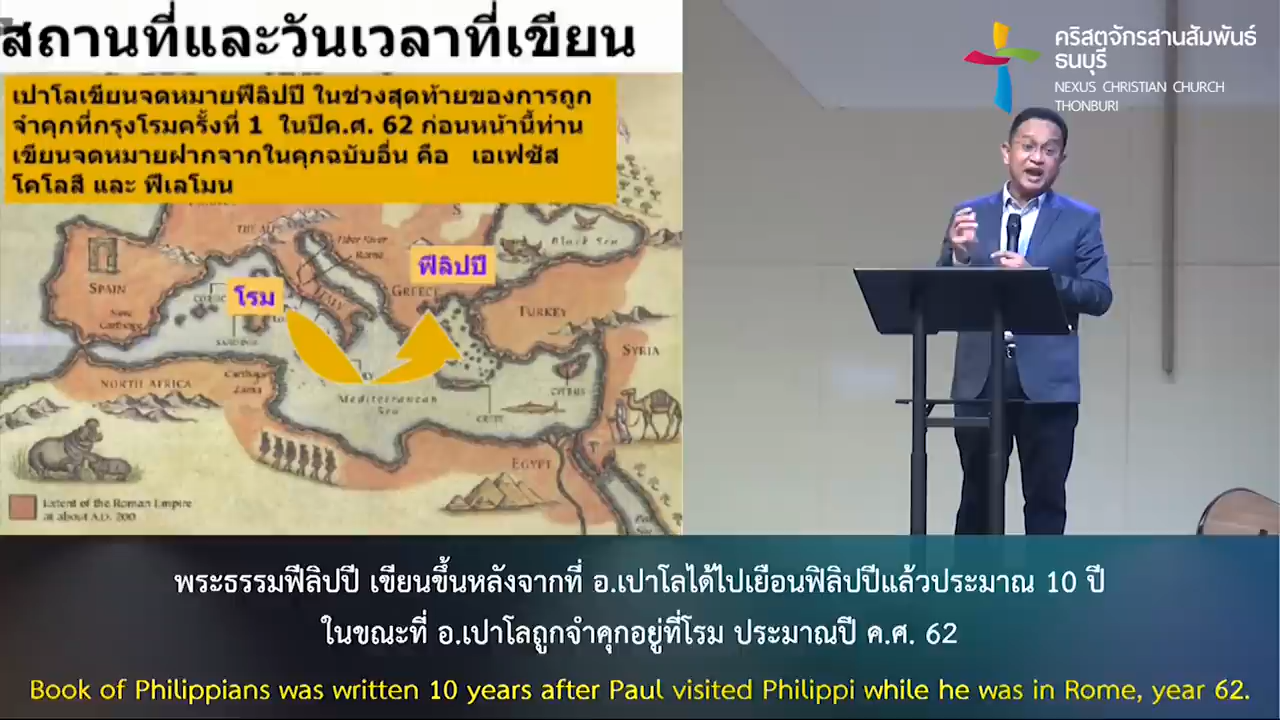 สถานที่และวันเวลาที่เขียน
เปาโลเขียนจดหมายฟีลิปปี ในช่วงสุดท้ายของการถูก
จำคุกที่กรุงโรมครั้งที่ 1 ในปีค.ศ. 62 ก่อนหน้านี้ท่าน
เขียนจดหมายฝากจากในคุกฉบับอื่น คือ เอเฟซัส
โคโลสี และ ฟีเลโมน
คริสตจักรสานสัมพันธ์
ธนบุรี
NEXUS CHRISTIAN CHURCH
THONBURI
Black Sea
Tiber River
Rome
ฟีลิปปี
โรม
SPAIN
New Carthage
ITALY
GREECE
TURKEY
SYRIA
NORTH AFRICA
Carthage
Zama
Mediterranean
Sea
CYPRUS
EGYPT
Extent of the Roman Empire
at about A.D. 200
พระธรรมฟีลิปปี เขียนขึ้นหลังจากที่ อ.เปาโลได้ไปเยือนฟิลิปปีแล้วประมาณ 10 ปี
ในขณะที่ อ.เปาโลถูกจำคุกอยู่ที่โรม ประมาณปี ค.ศ. 62
Book of Philippians was written 10 years after Paul visited Philippi while he was in Rome, year 62.